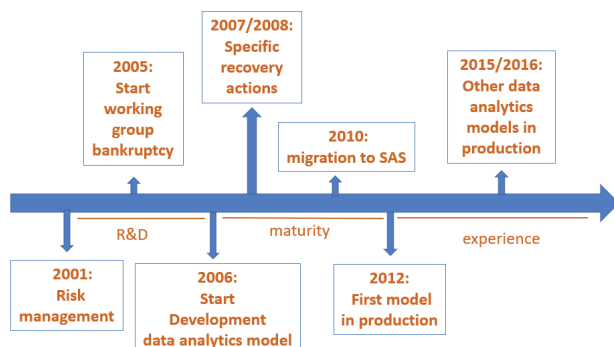 2007/2008:
Specific
recovery
actions
2005:
Start
working
group
bankruptcy
2015/2016:
Other data
analytics
models in
production
2010:
migration to SAS
R&D
maturity
experience
2001:
Risk
management
2006:
Start
Development
data analytics model
2012:
First model
in production